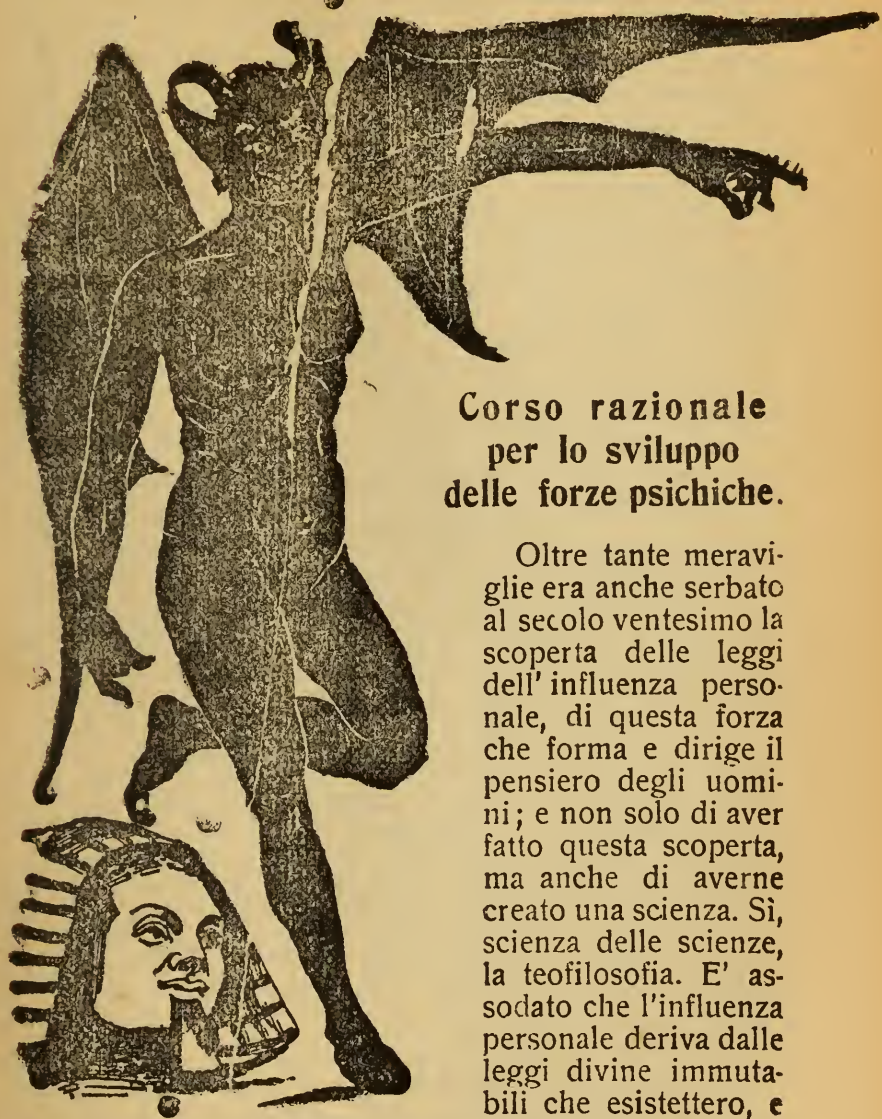 Corso razionale
per lo sviluppo
delle forze psichiche.
Oltre tante meravi-
glie era anche serbato
al secolo ventesimo la
scoperta delle leggi
dell' influenza perso-
nale, di questa forza
che forma e dirige il
pensiero degli uomi-
ni; e non solo di aver
fatto questa scoperta,
ma anche di averne
creato una scienza. Sì,
scienza delle scienze,
la teofilosofia. E' as-
sodato che l'influenza
personale deriva dalle
leggi divine immuta-
bili che esistettero, e